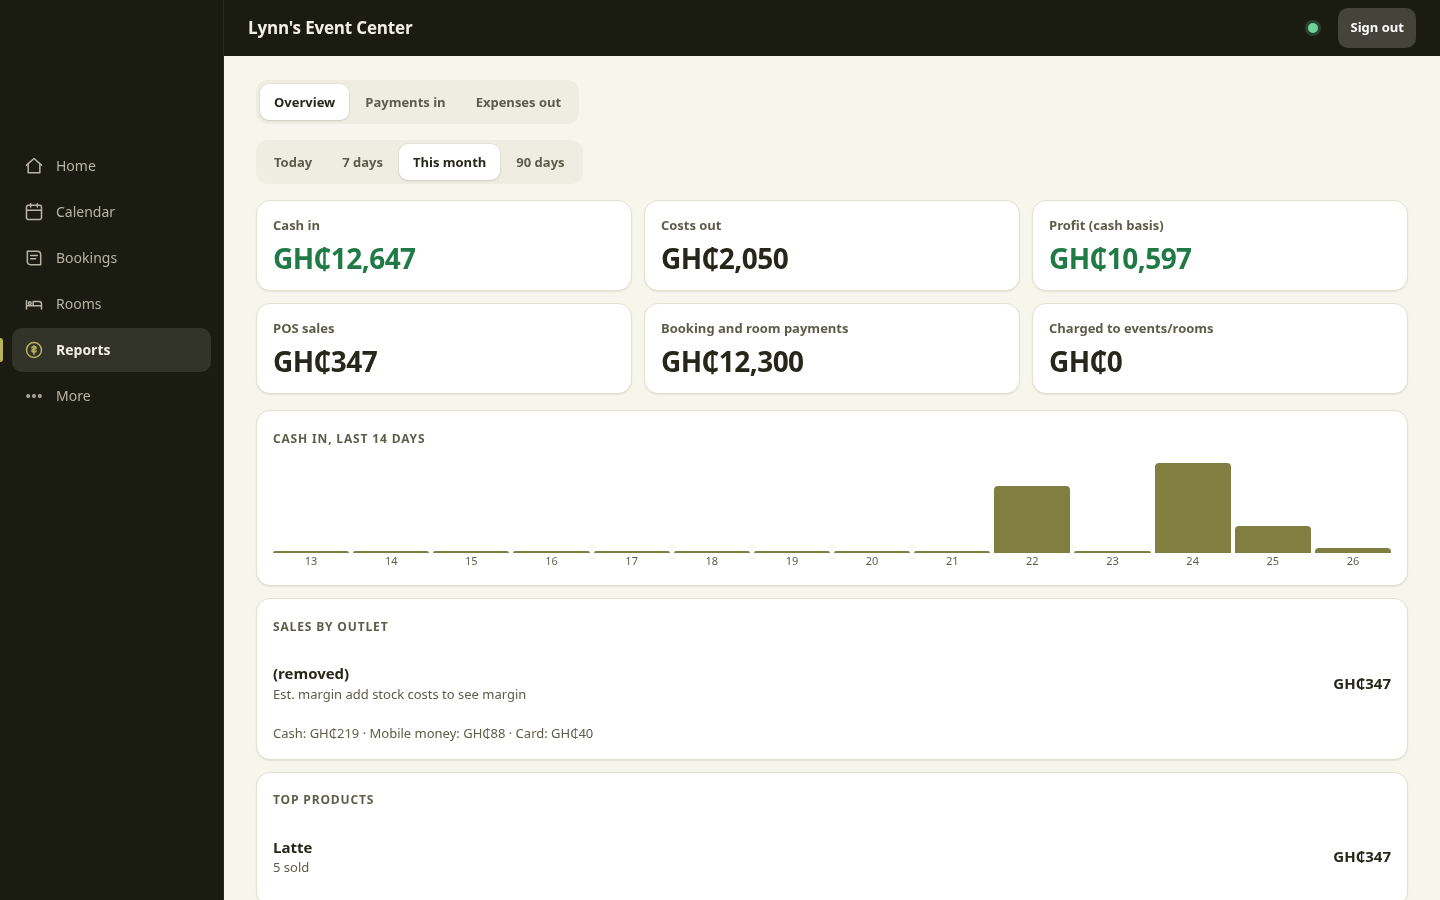 Lynn's Event Center
Sign out
Home
Calendar
Bookings
Rooms
Reports
More
Overview Payments in Expenses out
Today 7 days This month 90 days
Cash in
GH₵12,647
Costs out
GH₵2,050
Profit (cash basis)
GH₵10,597
POS sales
GH₵347
Booking and room payments
GH₵12,300
Charged to events/rooms
GH₵0
CASH IN, LAST 14 DAYS
13 14 15 16 17 18 19 20 21 22 23 24 25 26
SALES BY OUTLET
(removed)
Est. margin add stock costs to see margin
GH₵347
Cash: GH₵219 · Mobile money: GH₵88 · Card: GH₵40
TOP PRODUCTS
Latte
5 sold
GH₵347